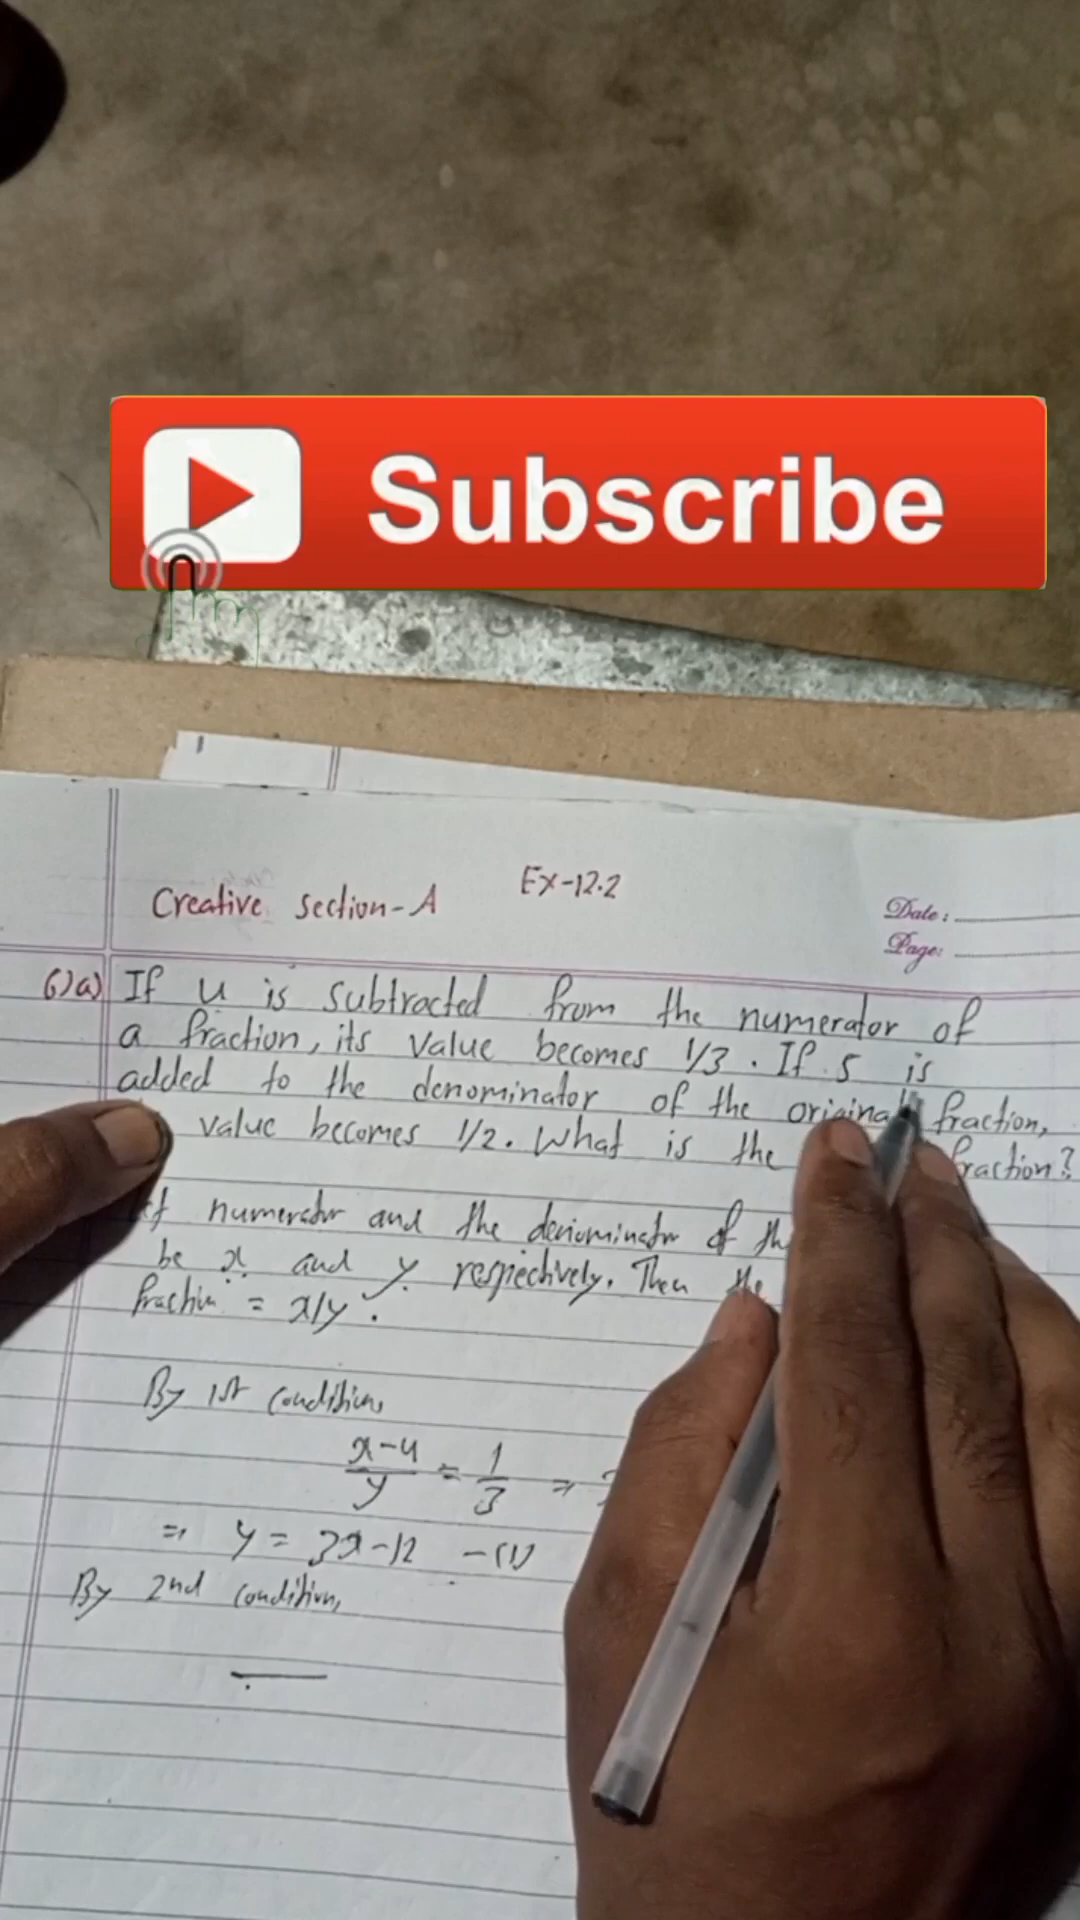 Subscribe
Creative section-A Ex-12.2
Date:
Page:
6)a) If 4 is subtracted from the numerator of
a fraction, its value becomes 1/3. If 5 is
added to the denominator of the original fraction,
value becomes 1/2. What is the fraction?
numerator and the denominator of the
be x and y respectively. Then the
fraction = x/y.
By 1st condition,
x-4/y = 1/3 ⇒
⇒ y = 3x-12 -(1)
By 2nd condition,